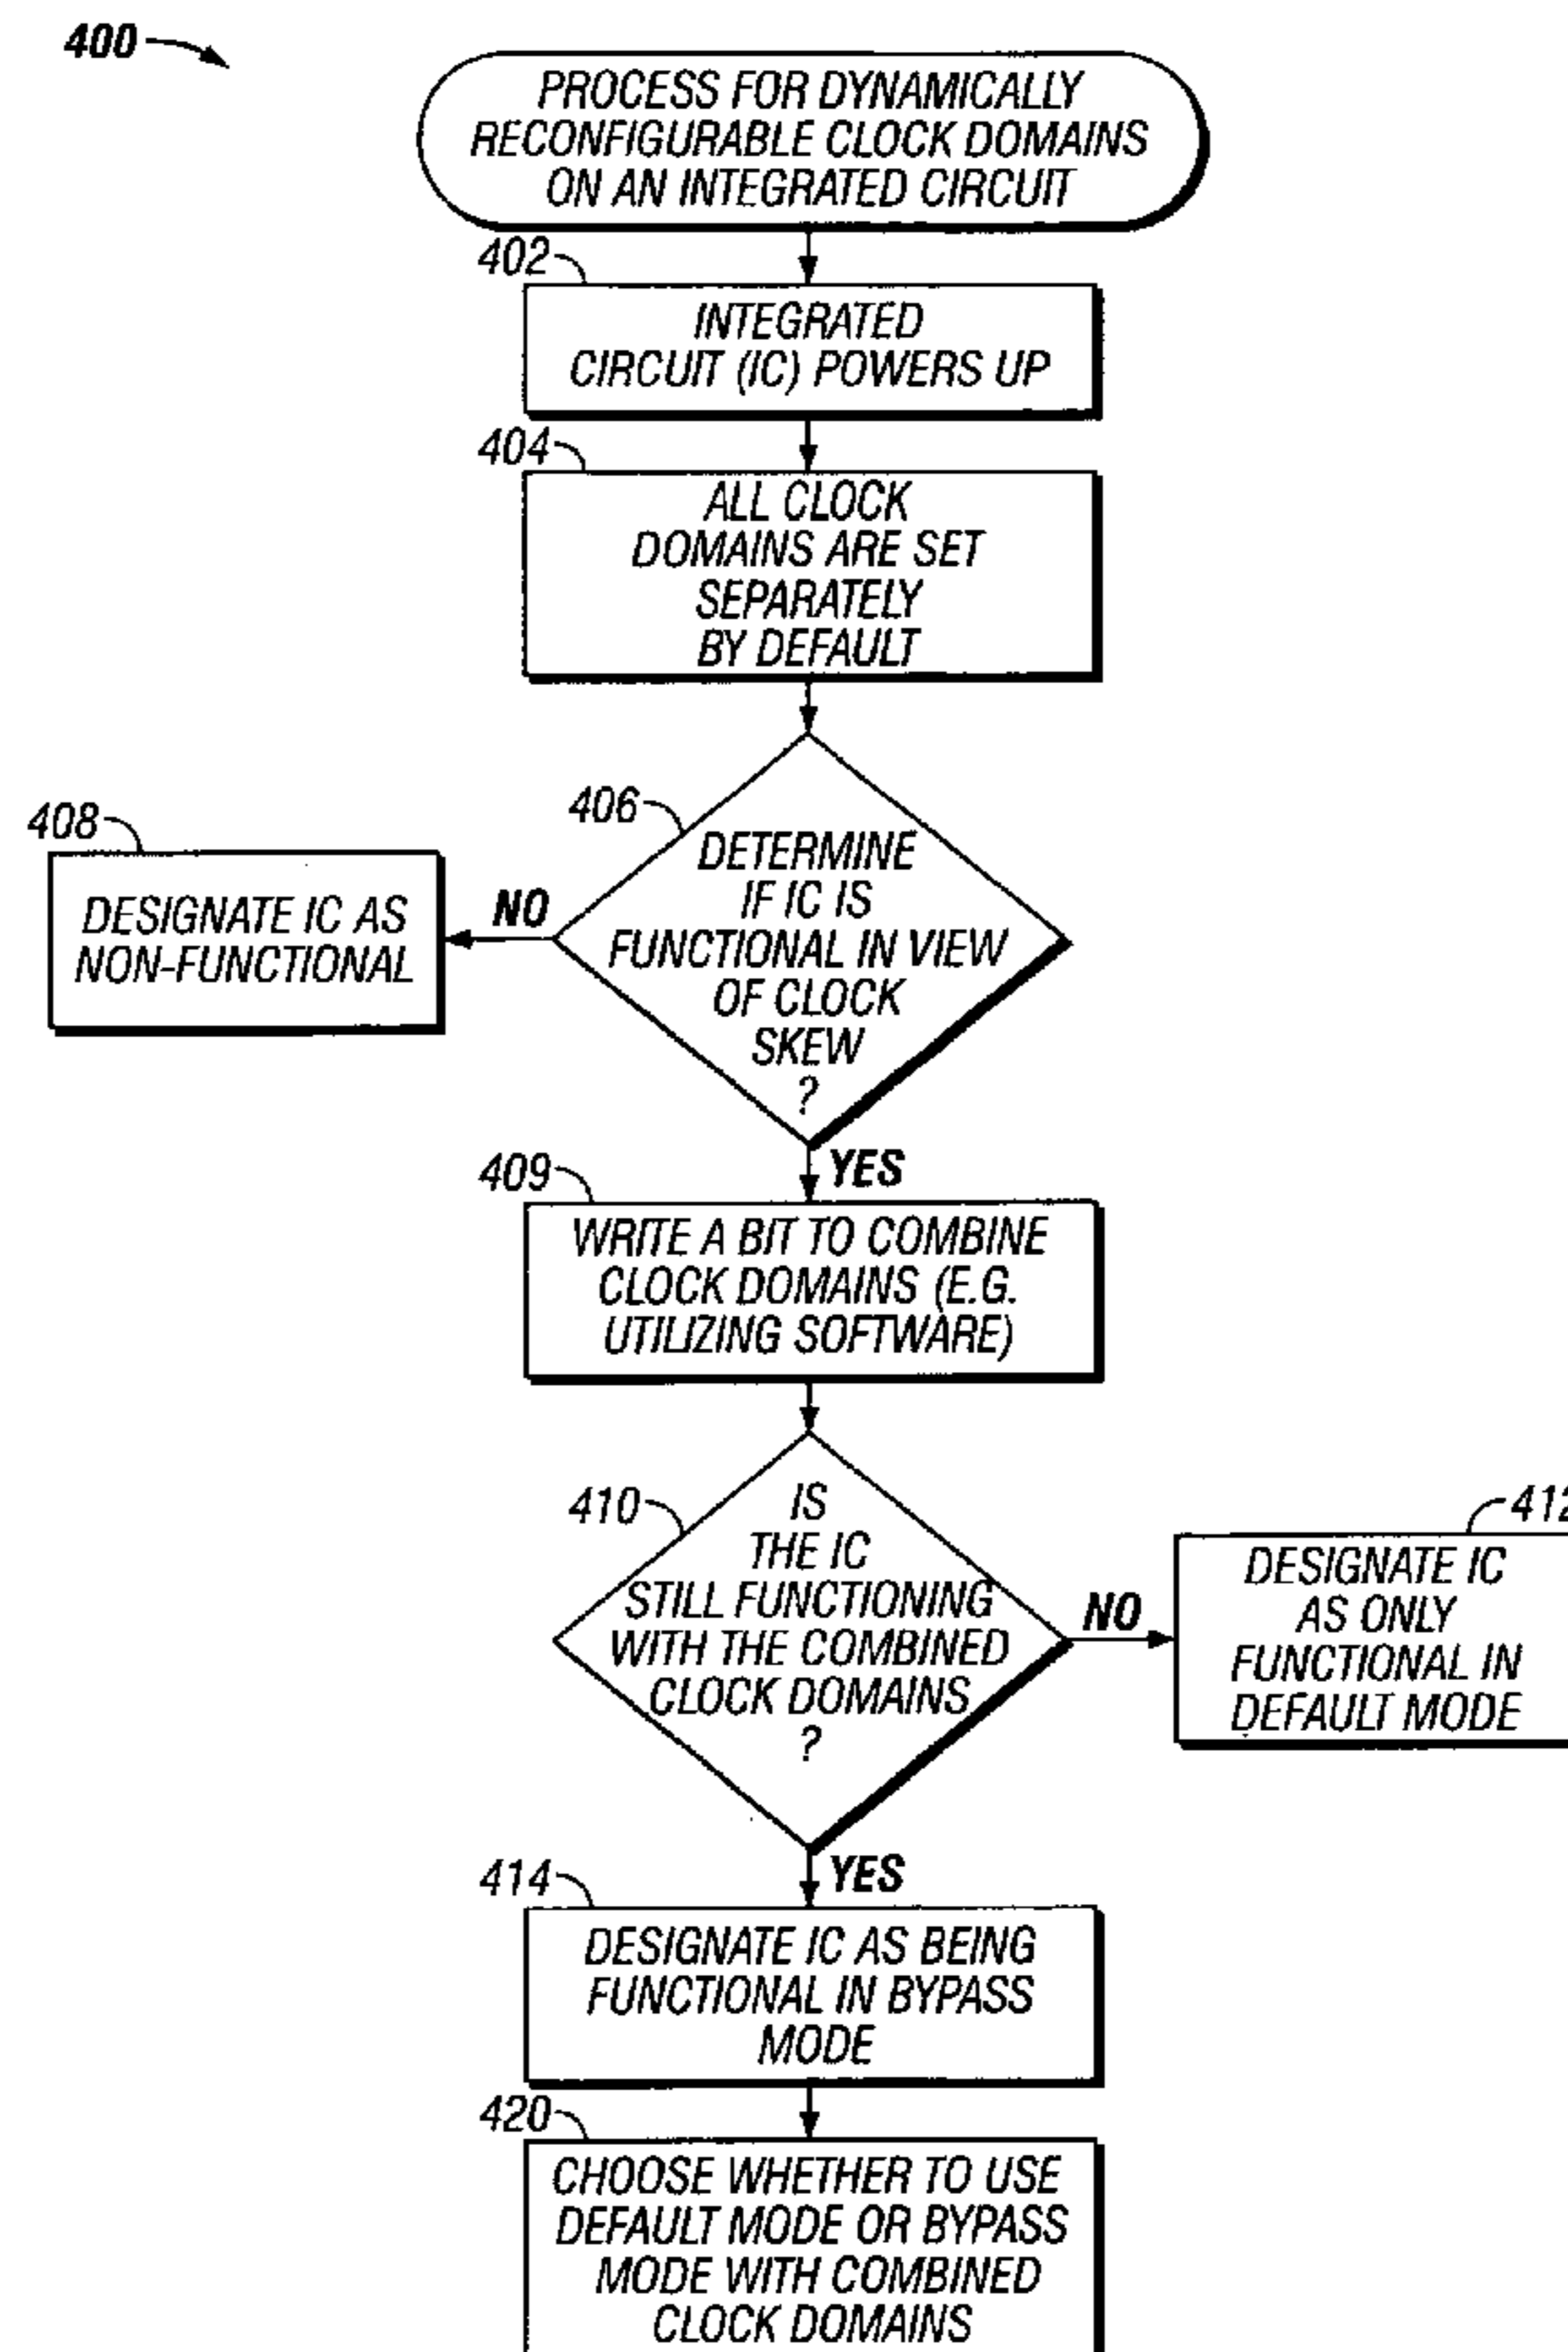 400
PROCESS FOR DYNAMICALLY
RECONFIGURABLE CLOCK DOMAINS
ON AN INTEGRATED CIRCUIT
402
INTEGRATED
CIRCUIT (IC) POWERS UP
404
ALL CLOCK
DOMAINS ARE SET
SEPARATELY
BY DEFAULT
406
DETERMINE
IF IC IS
FUNCTIONAL IN VIEW
OF CLOCK
SKEW
?
NO
408
DESIGNATE IC AS
NON-FUNCTIONAL
YES
409
WRITE A BIT TO COMBINE
CLOCK DOMAINS (E.G.
UTILIZING SOFTWARE)
410
IS
THE IC
STILL FUNCTIONING
WITH THE COMBINED
CLOCK DOMAINS
?
NO
412
DESIGNATE IC
AS ONLY
FUNCTIONAL IN
DEFAULT MODE
YES
414
DESIGNATE IC AS BEING
FUNCTIONAL IN BYPASS
MODE
420
CHOOSE WHETHER TO USE
DEFAULT MODE OR BYPASS
MODE WITH COMBINED
CLOCK DOMAINS